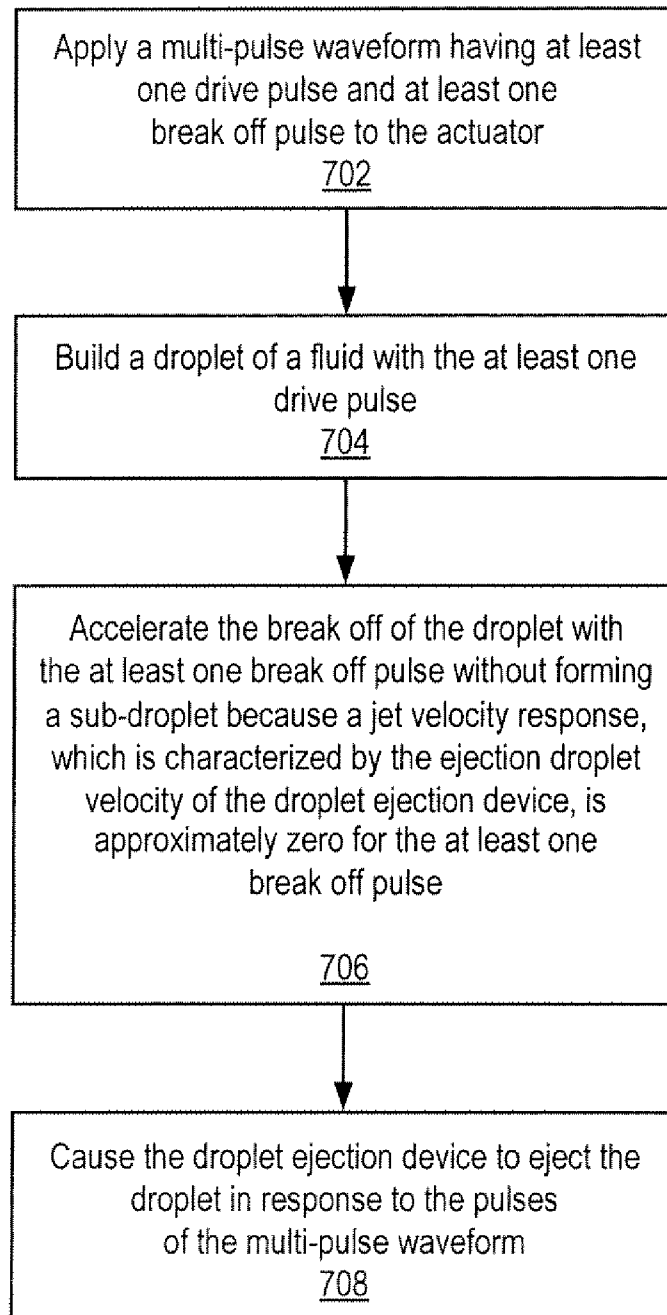 Apply a multi-pulse waveform having at least
one drive pulse and at least one
break off pulse to the actuator
702
Build a droplet of a fluid with the at least one
drive pulse
704
Accelerate the break off of the droplet with
the at least one break off pulse without forming
a sub-droplet because a jet velocity response,
which is characterized by the ejection droplet
velocity of the droplet ejection device, is
approximately zero for the at least one
break off pulse
706
Cause the droplet ejection device to eject the
droplet in response to the pulses
of the multi-pulse waveform
708